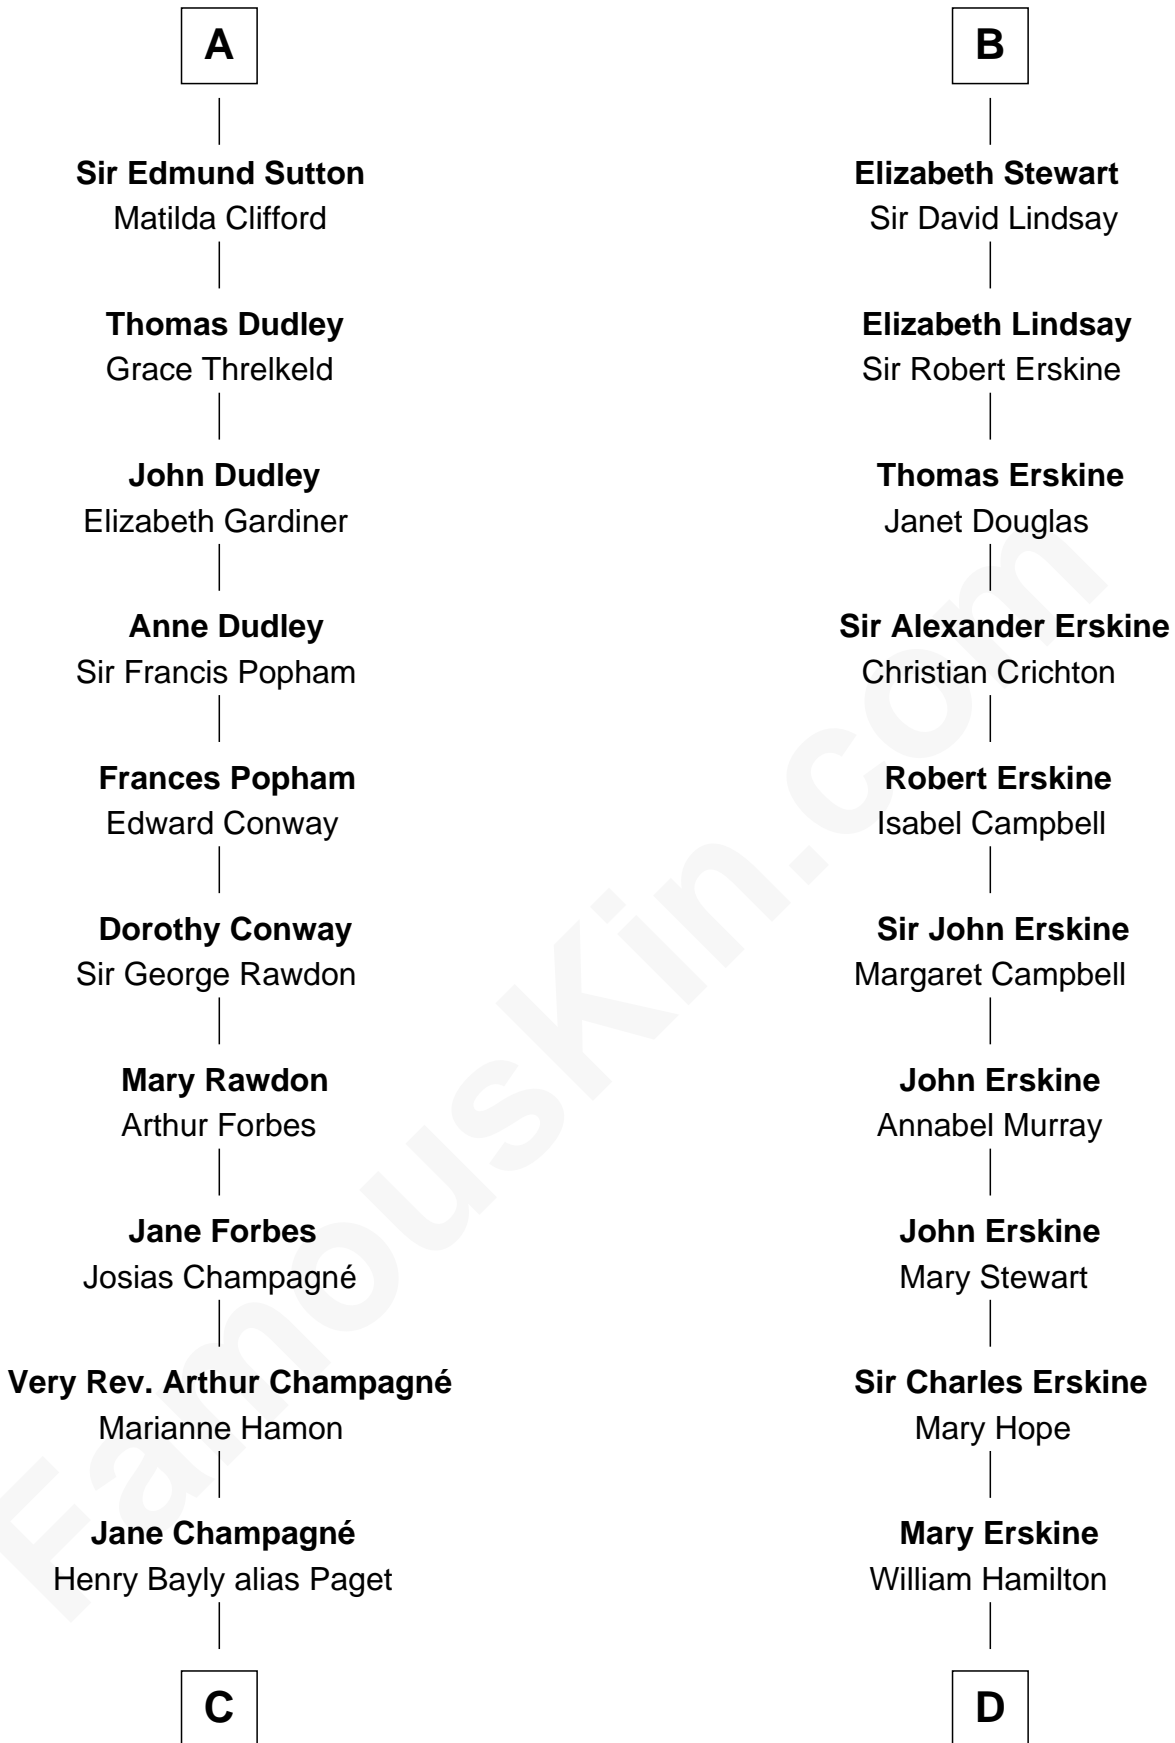 A
Sir Edmund Sutton
Matilda Clifford
Thomas Dudley
Grace Threlkeld
John Dudley
Elizabeth Gardiner
Anne Dudley
Sir Francis Popham
Frances Popham
Edward Conway
Dorothy Conway
Sir George Rawdon
Mary Rawdon
Arthur Forbes
Jane Forbes
Josias Champagné
Very Rev. Arthur Champagné
Marianne Hamon
Jane Champagné
Henry Bayly alias Paget
C
B
Elizabeth Stewart
Sir David Lindsay
Elizabeth Lindsay
Sir Robert Erskine
Thomas Erskine
Janet Douglas
Sir Alexander Erskine
Christian Crichton
Robert Erskine
Isabel Campbell
Sir John Erskine
Margaret Campbell
John Erskine
Annabel Murray
John Erskine
Mary Stewart
Sir Charles Erskine
Mary Hope
Mary Erskine
William Hamilton
D
FamousKin.com